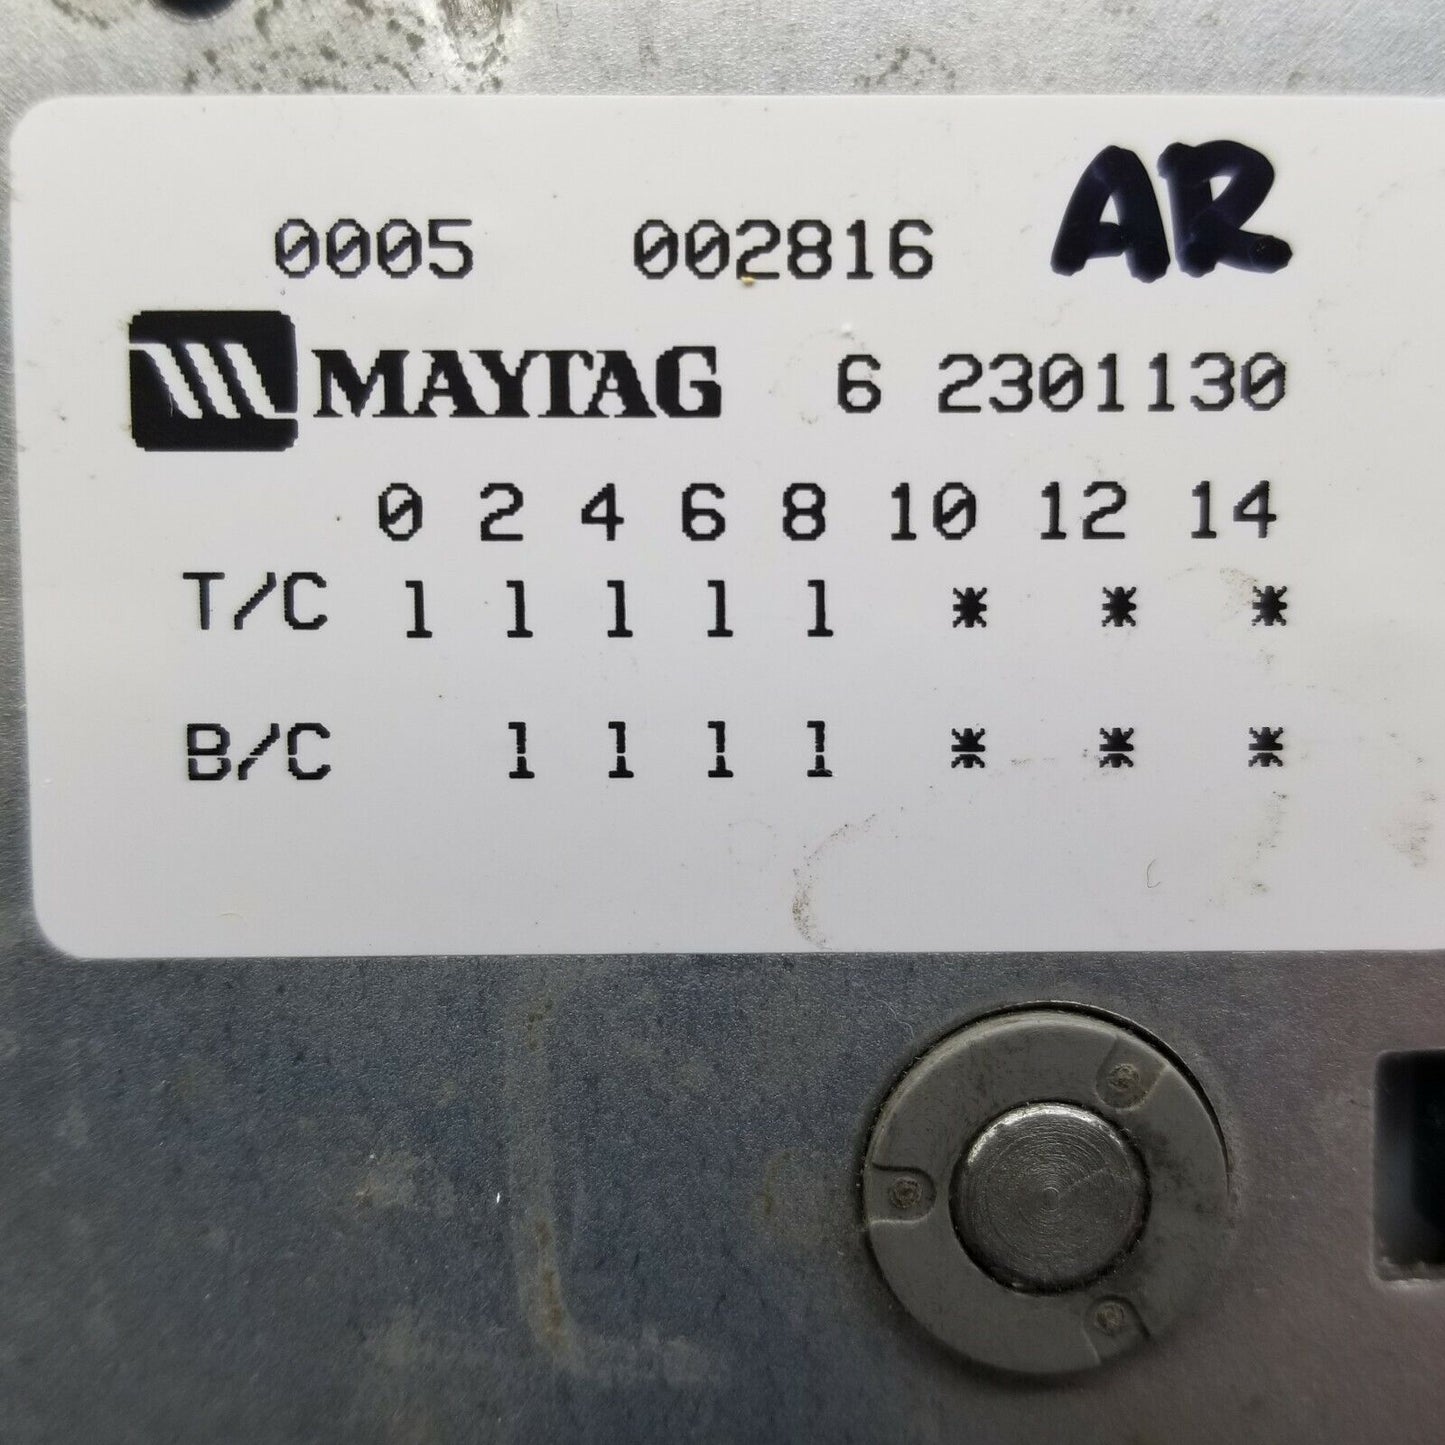 0005 002816 AR
MAYTAG 6 2301130
0 2 4 6 8 10 12 14
T/C 1 1 1 1 1 * * *
B/C 1 1 1 1 * * *